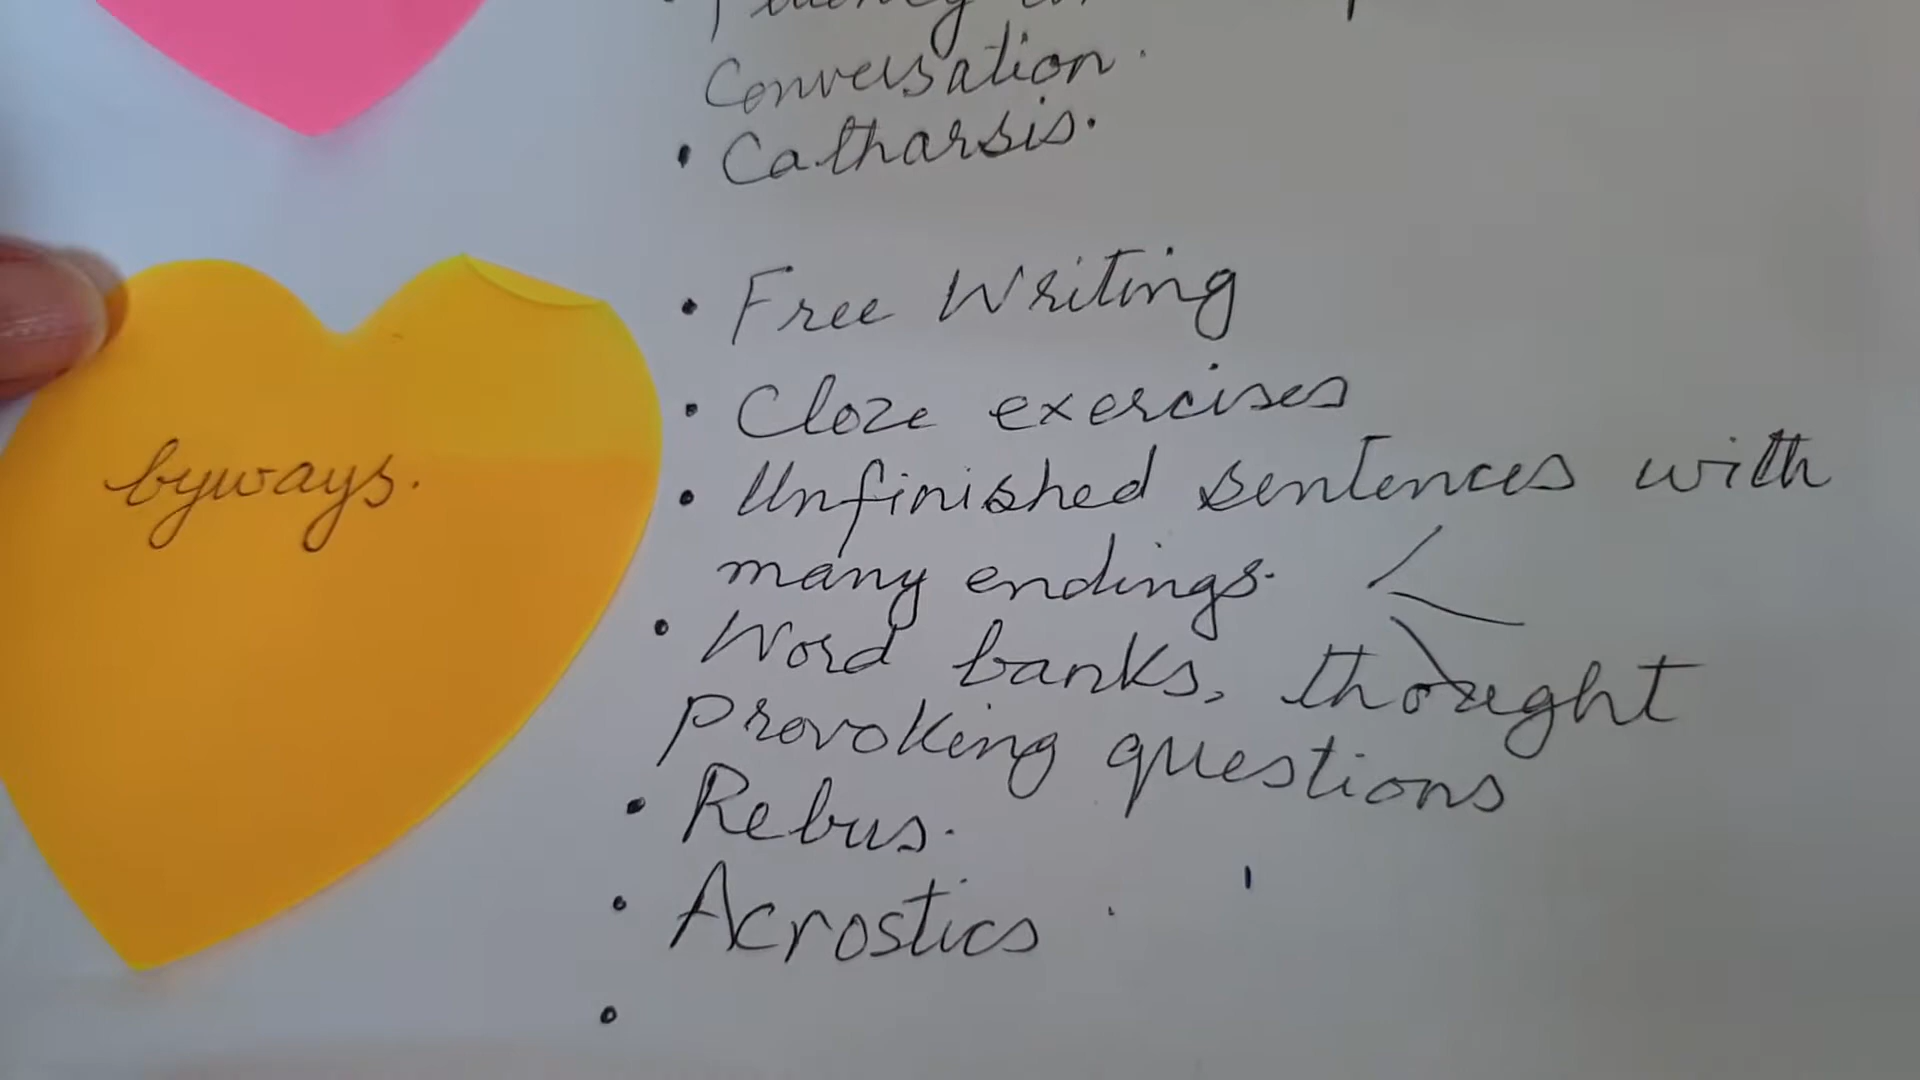 Conversation.
• Catharsis.
• Free Writing
• Cloze exercises
byways.
• Unfinished sentences with
many endings.
• Word banks, thought
provoking questions
• Rebus.
• Acrostics
•